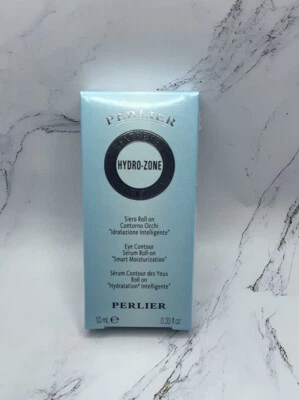 PERLIER
HYDRO-ZONE
Siero Roll on
Contorno Occhi
"Idratazione Intelligente"
Eye Contour
Sérum Roll-on
"Smart Moisturization"
Sérum Contour des Yeux
Roll on
"Hydratation* Intelligente"
PERLIER
10 mL ℮ 0.33 fl oz